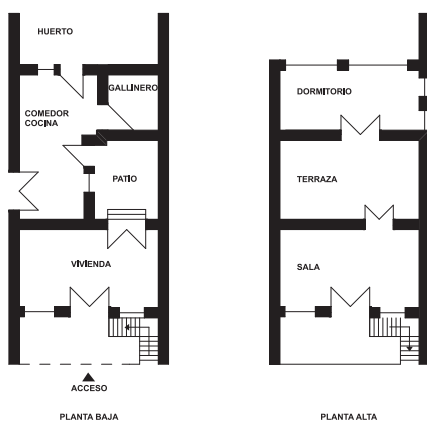 HUERTO
GALLINERO
COMEDOR
COCINA
PATIO
VIVIENDA
ACCESO
PLANTA BAJA
DORMITORIO
TERRAZA
SALA
PLANTA ALTA